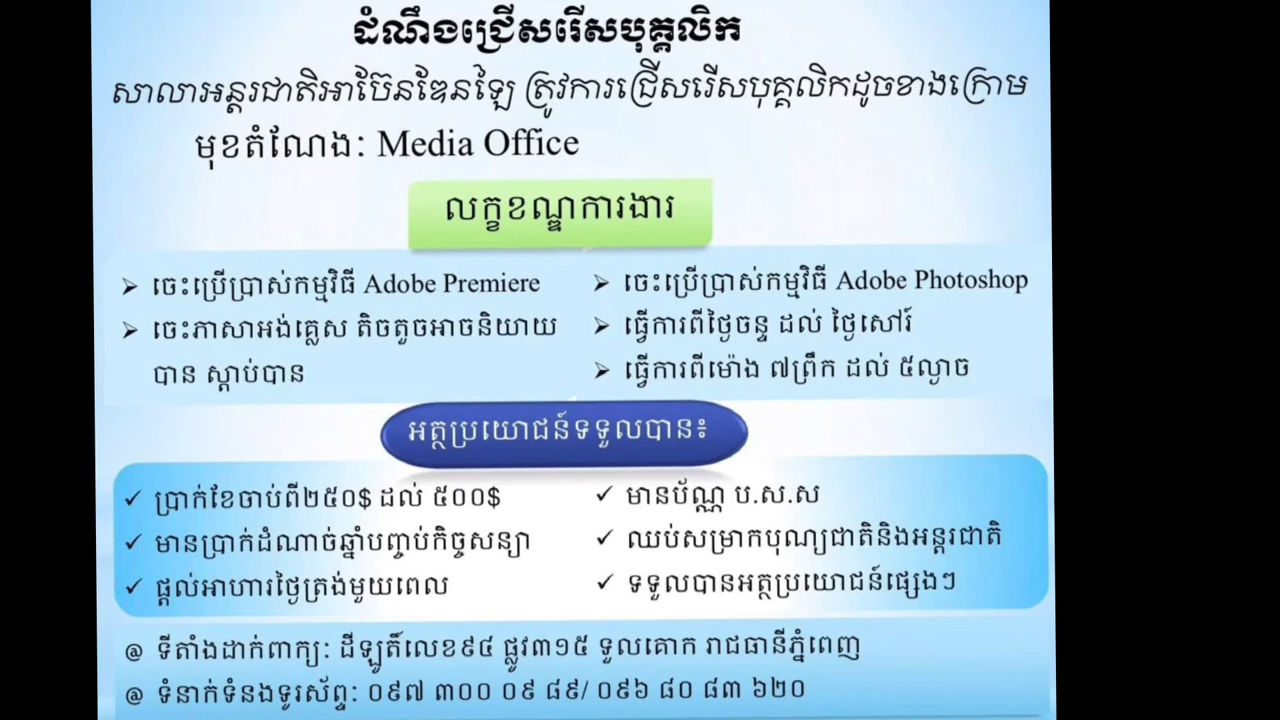 ដំណឹងជ្រើសរើសបុគ្គលិក
សាលាអន្តរជាតិអាប៊ែនឌែនឡៃ ត្រូវការជ្រើសរើសបុគ្គលិកដូចខាងក្រោម
មុខតំណែង: Media Office
លក្ខខណ្ឌការងារ
➢ ចេះប្រើប្រាស់កម្មវិធី Adobe Premiere
➢ ចេះភាសាអង់គ្លេស តិចតួចអាចនិយាយ
បាន ស្តាប់បាន
➢ ចេះប្រើប្រាស់កម្មវិធី Adobe Photoshop
➢ ធ្វើការពីថ្ងៃចន្ទ ដល់ ថ្ងៃសៅរ៍
➢ ធ្វើការពីម៉ោង ៧ព្រឹក ដល់ ៥ល្ងាច
អត្ថប្រយោជន៍ទទួលបាន៖
✓ ប្រាក់ខែចាប់ពី២៥០$ ដល់ ៥០០$
✓ មានប្រាក់ដំណាច់ឆ្នាំបញ្ចប់កិច្ចសន្យា
✓ ផ្តល់អាហារថ្ងៃត្រង់មួយពេល
✓ មានប័ណ្ណ ប.ស.ស
✓ ឈប់សម្រាកបុណ្យជាតិនិងអន្តរជាតិ
✓ ទទួលបានអត្ថប្រយោជន៍ផ្សេងៗ
@ ទីតាំងដាក់ពាក្យ: ដីឡូត៍លេខ៩៤ ផ្លូវ៣១៥ ទួលគោក រាជធានីភ្នំពេញ
@ ទំនាក់ទំនងទូរស័ព្ទ: ០៩៧ ៣០០ ០៩ ៨៩/ ០៩៦ ៨០ ៨៣ ៦២០